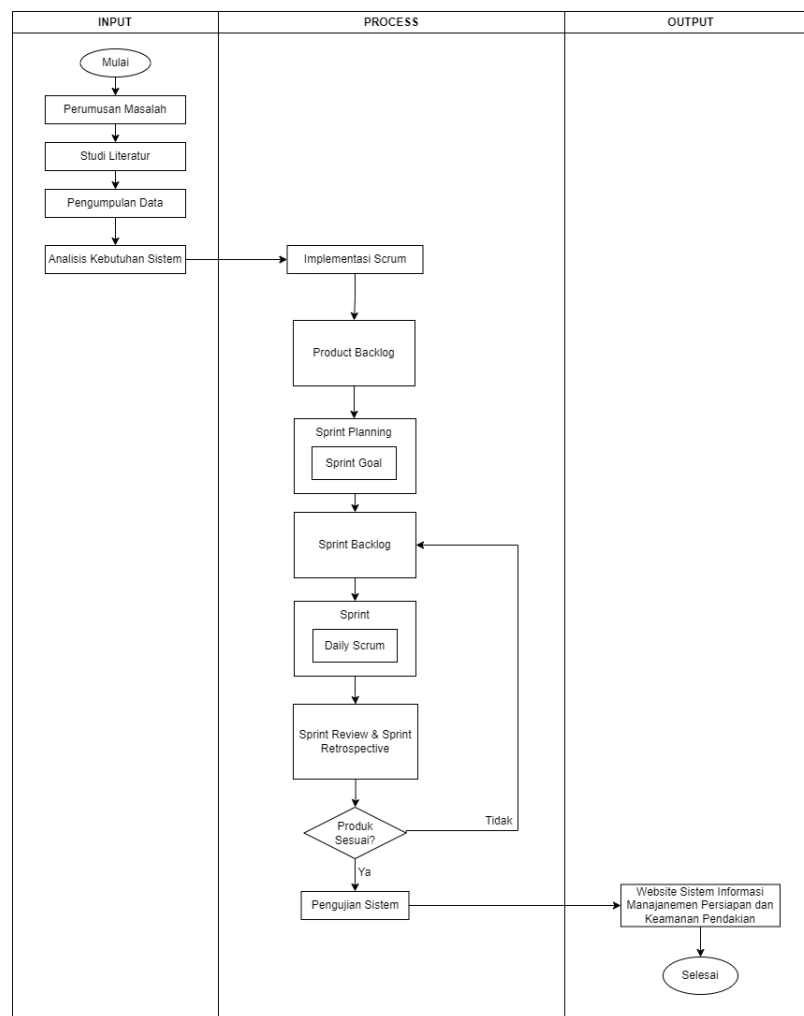 INPUT
PROCESS
OUTPUT
Mulai
Perumusan Masalah
Studi Literatur
Pengumpulan Data
Analisis Kebutuhan Sistem
Implementasi Scrum
Product Backlog
Sprint Planning
Sprint Goal
Sprint Backlog
Sprint
Daily Scrum
Sprint Review & Sprint
Retrospective
Produk
Sesuai?
Tidak
Ya
Pengujian Sistem
Website Sistem Informasi
Manajanemen Persiapan dan
Keamanan Pendakian
Selesai